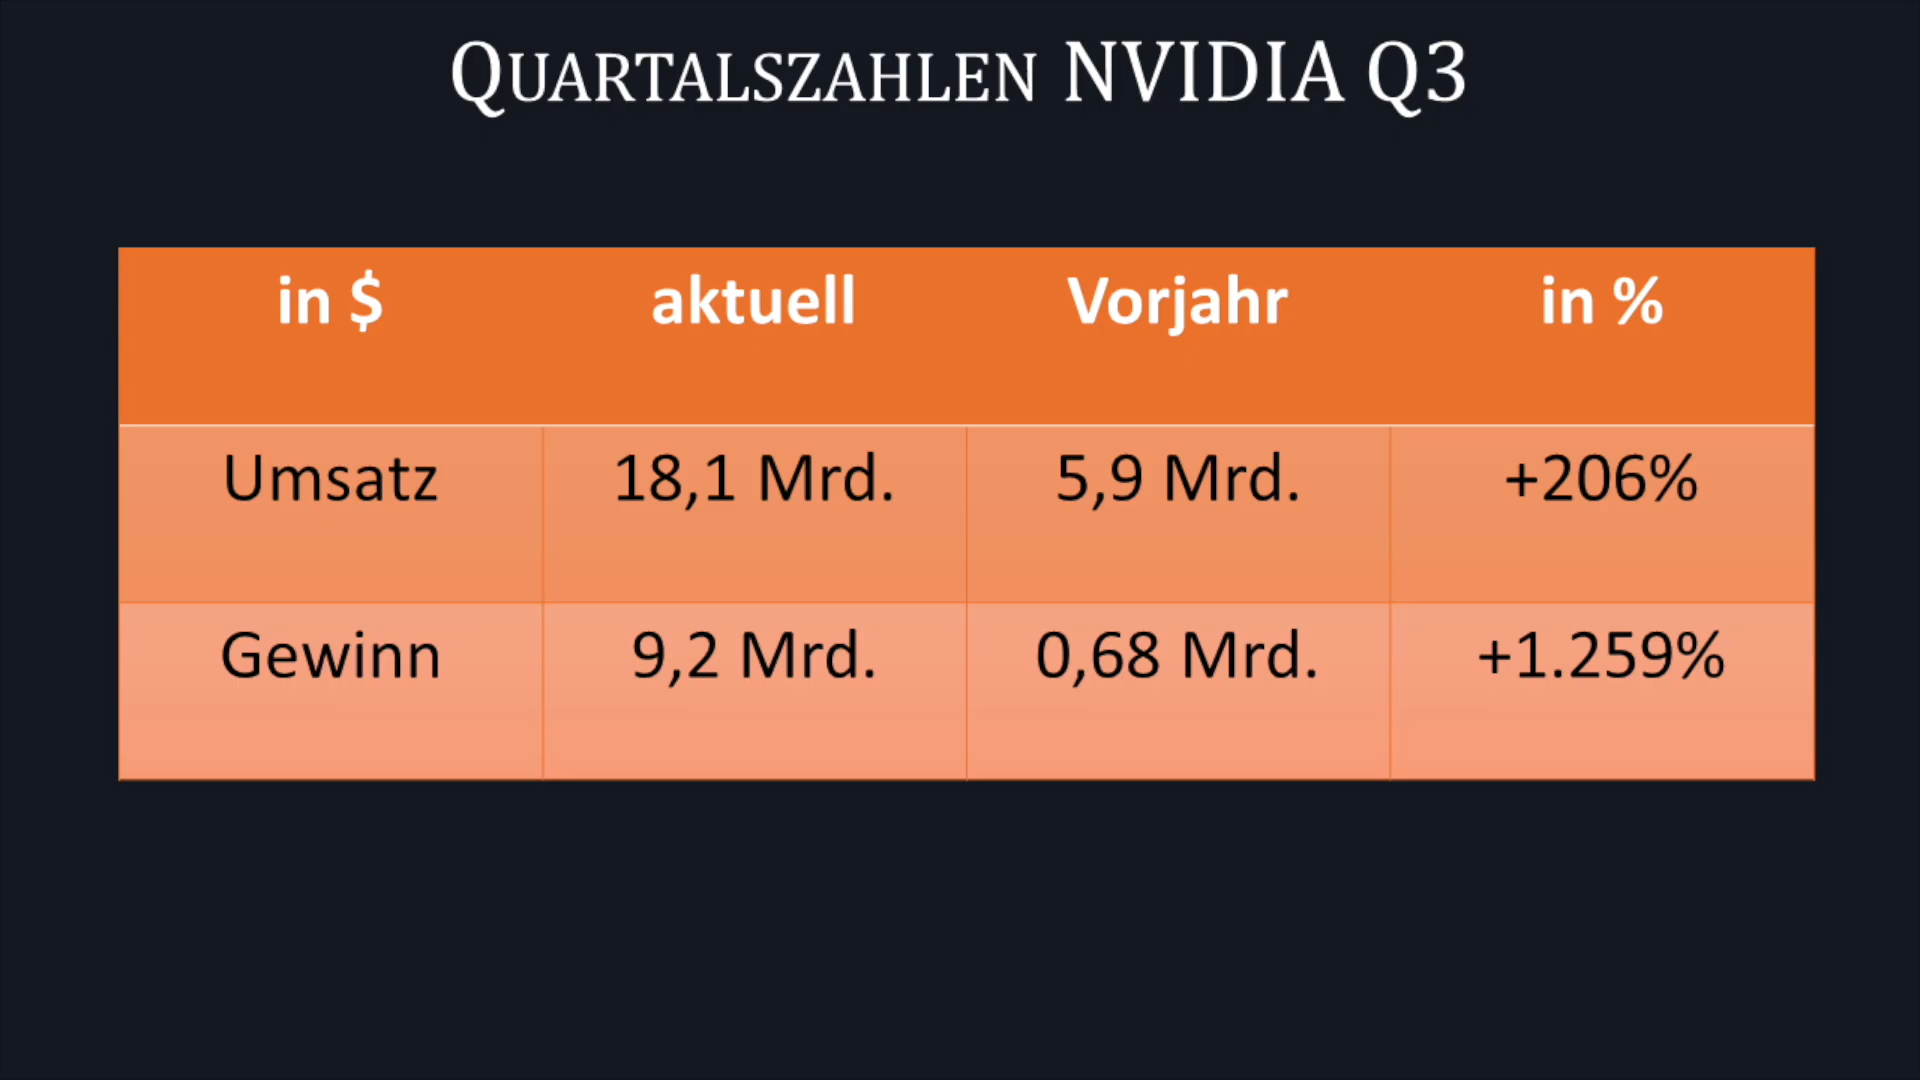 QUARTALSZAHLEN NVIDIA Q3
in $ aktuell Vorjahr in %
Umsatz 18,1 Mrd. 5,9 Mrd. +206%
Gewinn 9,2 Mrd. 0,68 Mrd. +1.259%